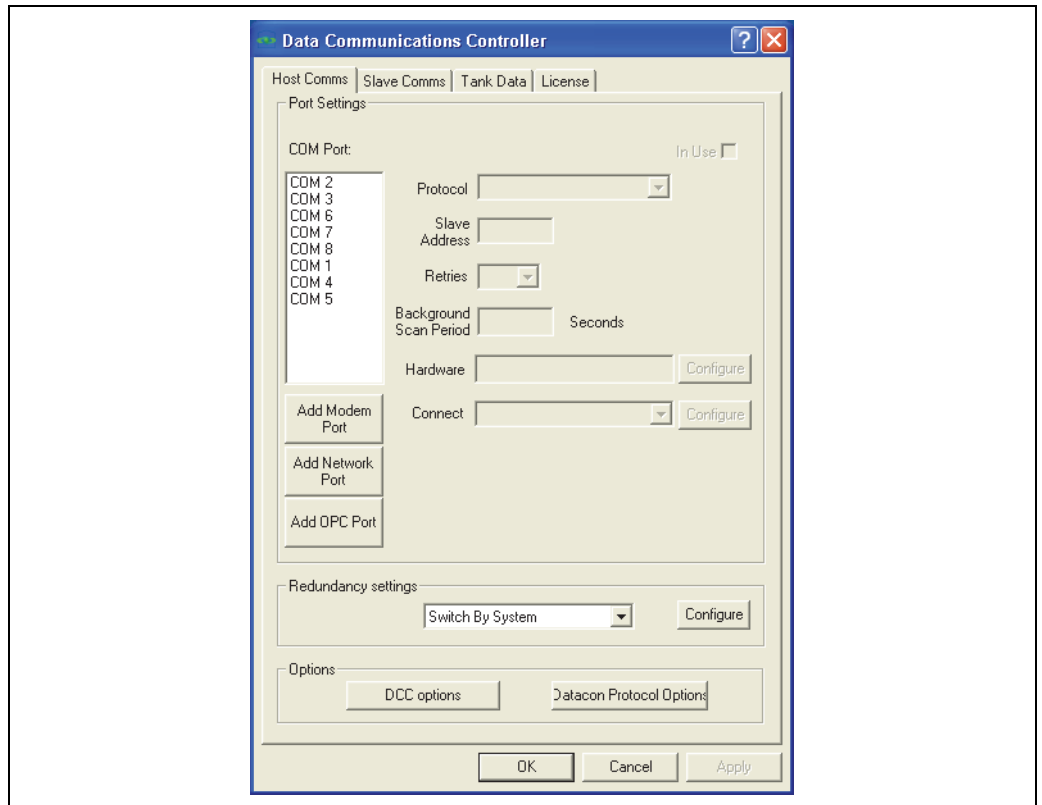 Data Communications Controller
Host Comms Slave Comms Tank Data License
Port Settings
COM Port:
In Use
COM 2
COM 3
COM 6
COM 7
COM 8
COM 1
COM 4
COM 5
Protocol
Slave
Address
Retries
Background
Scan Period
Seconds
Hardware
Configure
Connect
Configure
Add Modem
Port
Add Network
Port
Add OPC Port
Redundancy settings
Switch By System
Configure
Options
DCC options
Datacon Protocol Options
OK Cancel Apply